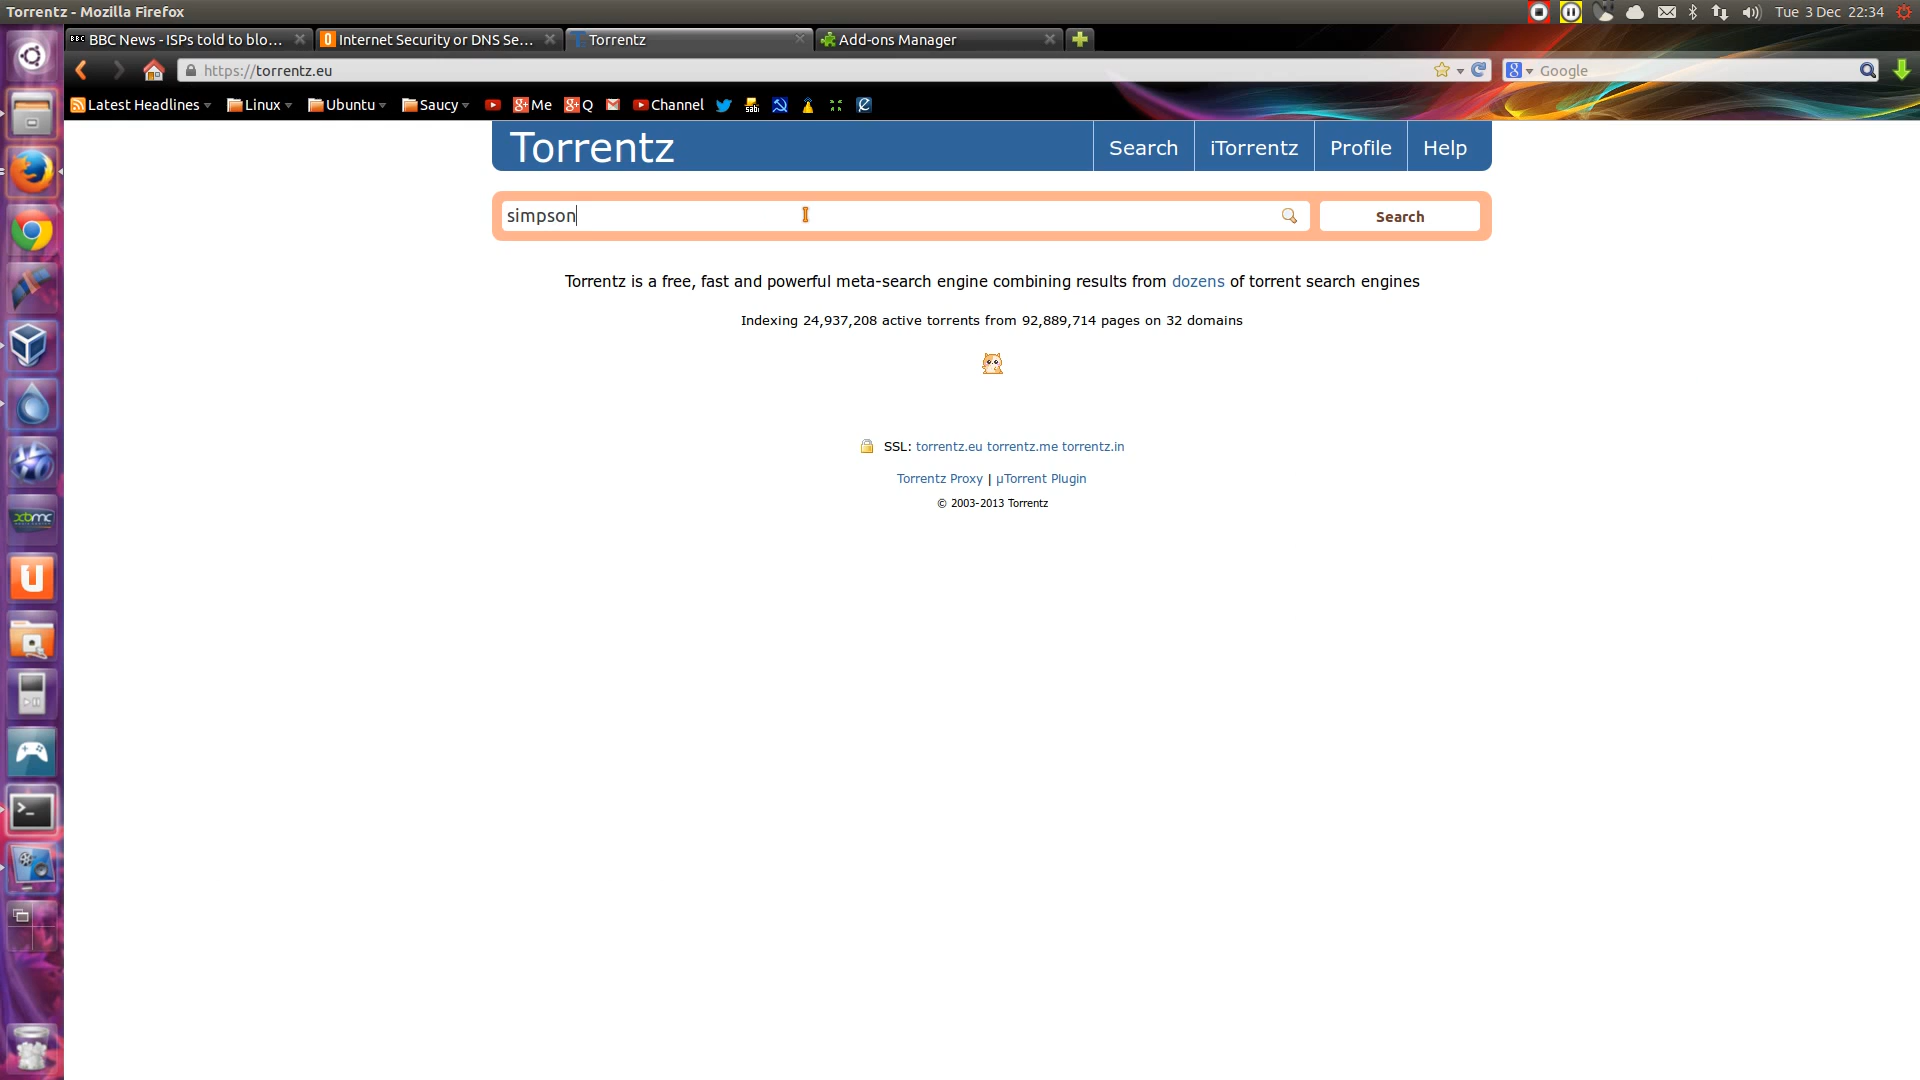 Torrentz - Mozilla Firefox
Tue 3 Dec 22:34
BBC BBC News - ISPs told to blo...
Internet Security or DNS Se...
Torrentz
Add-ons Manager
https://torrentz.eu
Google
Latest Headlines
Linux
Ubuntu
Saucy
Me
Q
Channel
Torrentz
Search
iTorrentz
Profile
Help
simpson
Search
Torrentz is a free, fast and powerful meta-search engine combining results from dozens of torrent search engines
Indexing 24,937,208 active torrents from 92,889,714 pages on 32 domains
SSL: torrentz.eu torrentz.me torrentz.in
Torrentz Proxy | µTorrent Plugin
© 2003-2013 Torrentz
xbmc